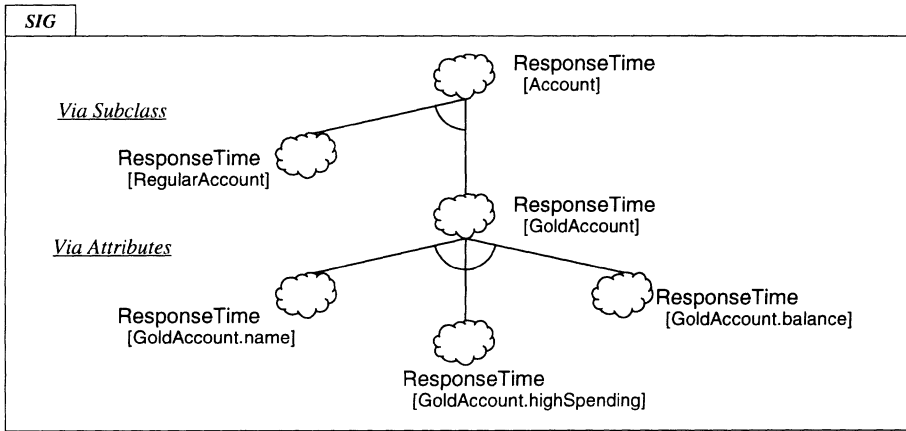 SIG
ResponseTime
[Account]
Via Subclass
ResponseTime
[RegularAccount]
ResponseTime
[GoldAccount]
Via Attributes
ResponseTime
[GoldAccount.name]
ResponseTime
[GoldAccount.balance]
ResponseTime
[GoldAccount.highSpending]